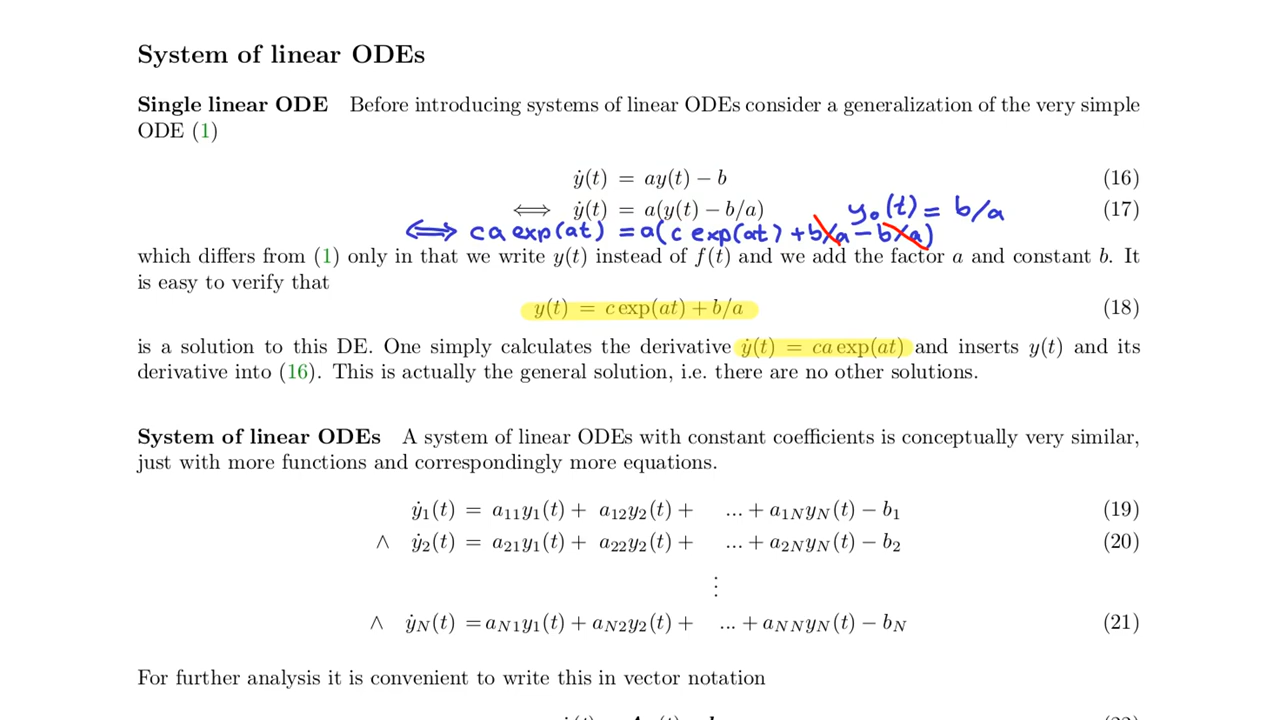 System of linear ODEs
Single linear ODE Before introducing systems of linear ODEs consider a generalization of the very simple
ODE (1)
ẏ(t) = ay(t) − b (16)
⟺ ẏ(t) = a(y(t) − b/a) (17)
y₀(t) = b/a
⟺ ca exp(at) = a(c exp(at) + b/a − b/a)
which differs from (1) only in that we write y(t) instead of f(t) and we add the factor a and constant b. It
is easy to verify that
y(t) = c exp(at) + b/a (18)
is a solution to this DE. One simply calculates the derivative ẏ(t) = ca exp(at) and inserts y(t) and its
derivative into (16). This is actually the general solution, i.e. there are no other solutions.
System of linear ODEs A system of linear ODEs with constant coefficients is conceptually very similar,
just with more functions and correspondingly more equations.
ẏ₁(t) = a₁₁y₁(t) + a₁₂y₂(t) + ... + a₁NyN(t) − b₁ (19)
∧ ẏ₂(t) = a₂₁y₁(t) + a₂₂y₂(t) + ... + a₂NyN(t) − b₂ (20)
⋮
∧ ẏN(t) = aN1y₁(t) + aN2y₂(t) + ... + aNNyN(t) − bN (21)
For further analysis it is convenient to write this in vector notation